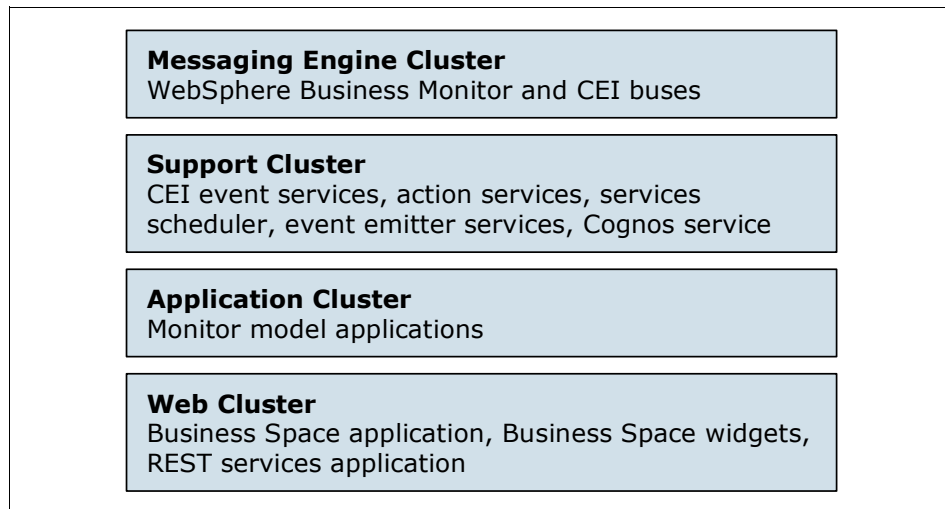 Messaging Engine Cluster
WebSphere Business Monitor and CEI buses
Support Cluster
CEI event services, action services, services
scheduler, event emitter services, Cognos service
Application Cluster
Monitor model applications
Web Cluster
Business Space application, Business Space widgets,
REST services application